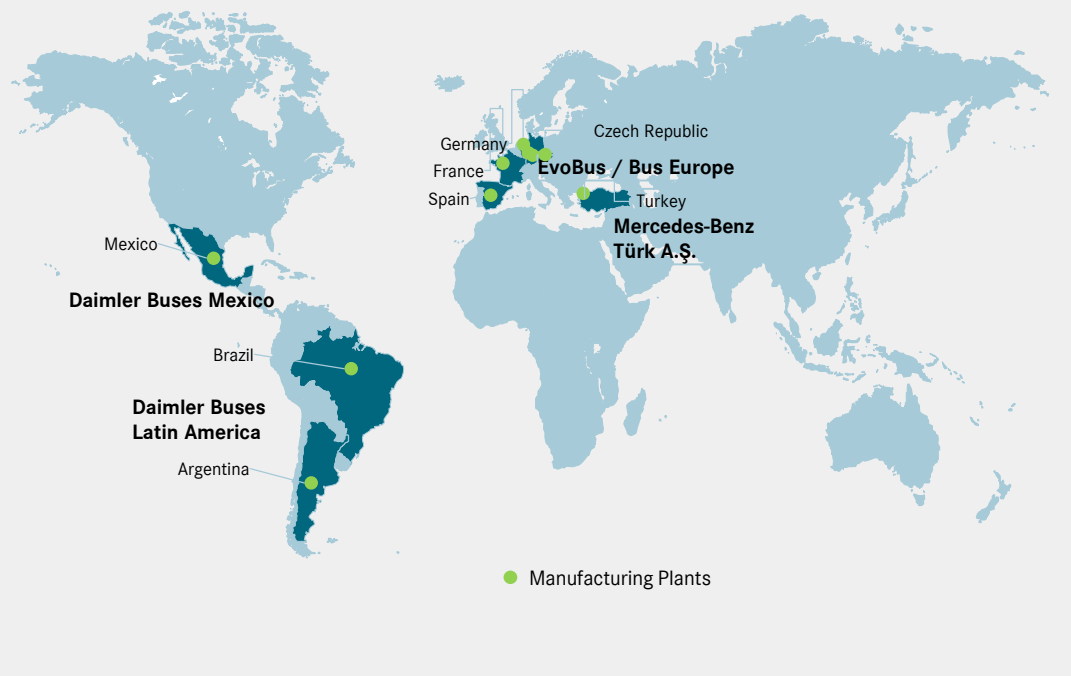 Germany
Czech Republic
France
EvoBus / Bus Europe
Spain
Turkey
Mercedes-Benz
Türk A.Ş.
Mexico
Daimler Buses Mexico
Brazil
Daimler Buses
Latin America
Argentina
Manufacturing Plants